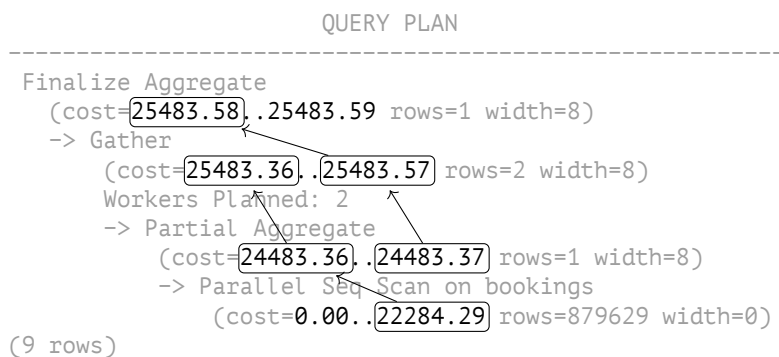 QUERY PLAN
−−−−−−−−−−−−−−−−−−−−−−−−−−−−−−−−−−−−−−−−−−−−−−−−−−−−−−−−−
Finalize Aggregate
(cost=25483.58..25483.59 rows=1 width=8)
−> Gather
(cost=25483.36..25483.57 rows=2 width=8)
Workers Planned: 2
−> Partial Aggregate
(cost=24483.36..24483.37 rows=1 width=8)
−> Parallel Seq Scan on bookings
(cost=0.00..22284.29 rows=879629 width=0)
(9 rows)